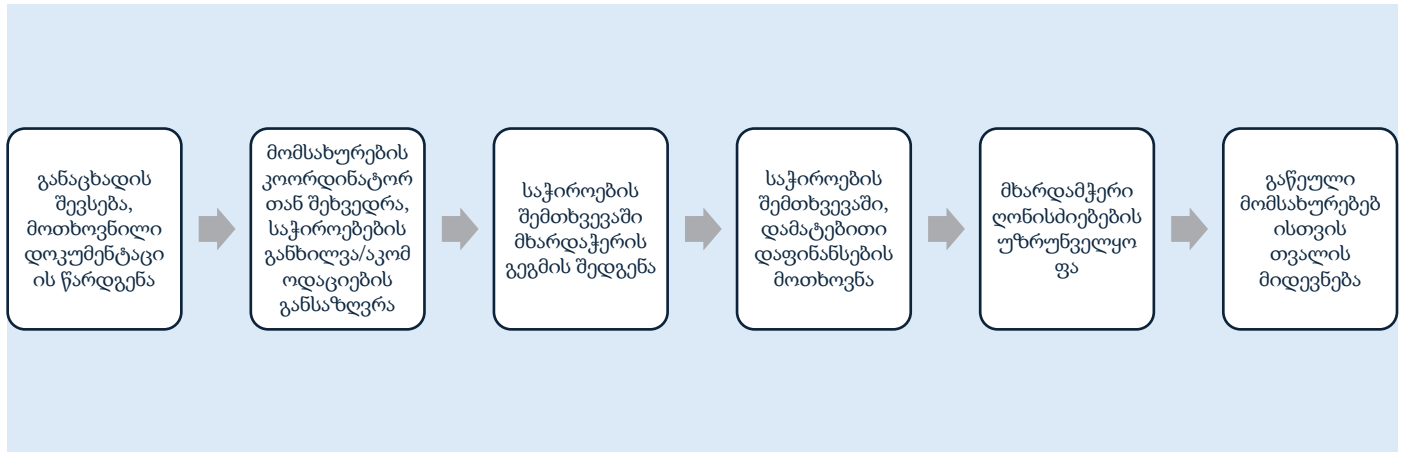 განაცხადის
შევსება,
მოთხოვნილი
დოკუმენტაცი
ის წარდგენა
მომსახურების
კოორდინატორ
თან შეხვედრა,
საჭიროებების
განხილვა/აკომ
ოდაციების
განსაზღვრა
საჭიროების
შემთხვევაში
მხარდაჭერის
გეგმის შედგენა
საჭიროების
შემთხვევაში,
დამატებითი
დაფინანსების
მოთხოვნა
მხარდამჭერი
ღონისძიებების
უზრუნველყო
ფა
გაწეული
მომსახურებებ
ისთვის
თვალის
მიდევნება